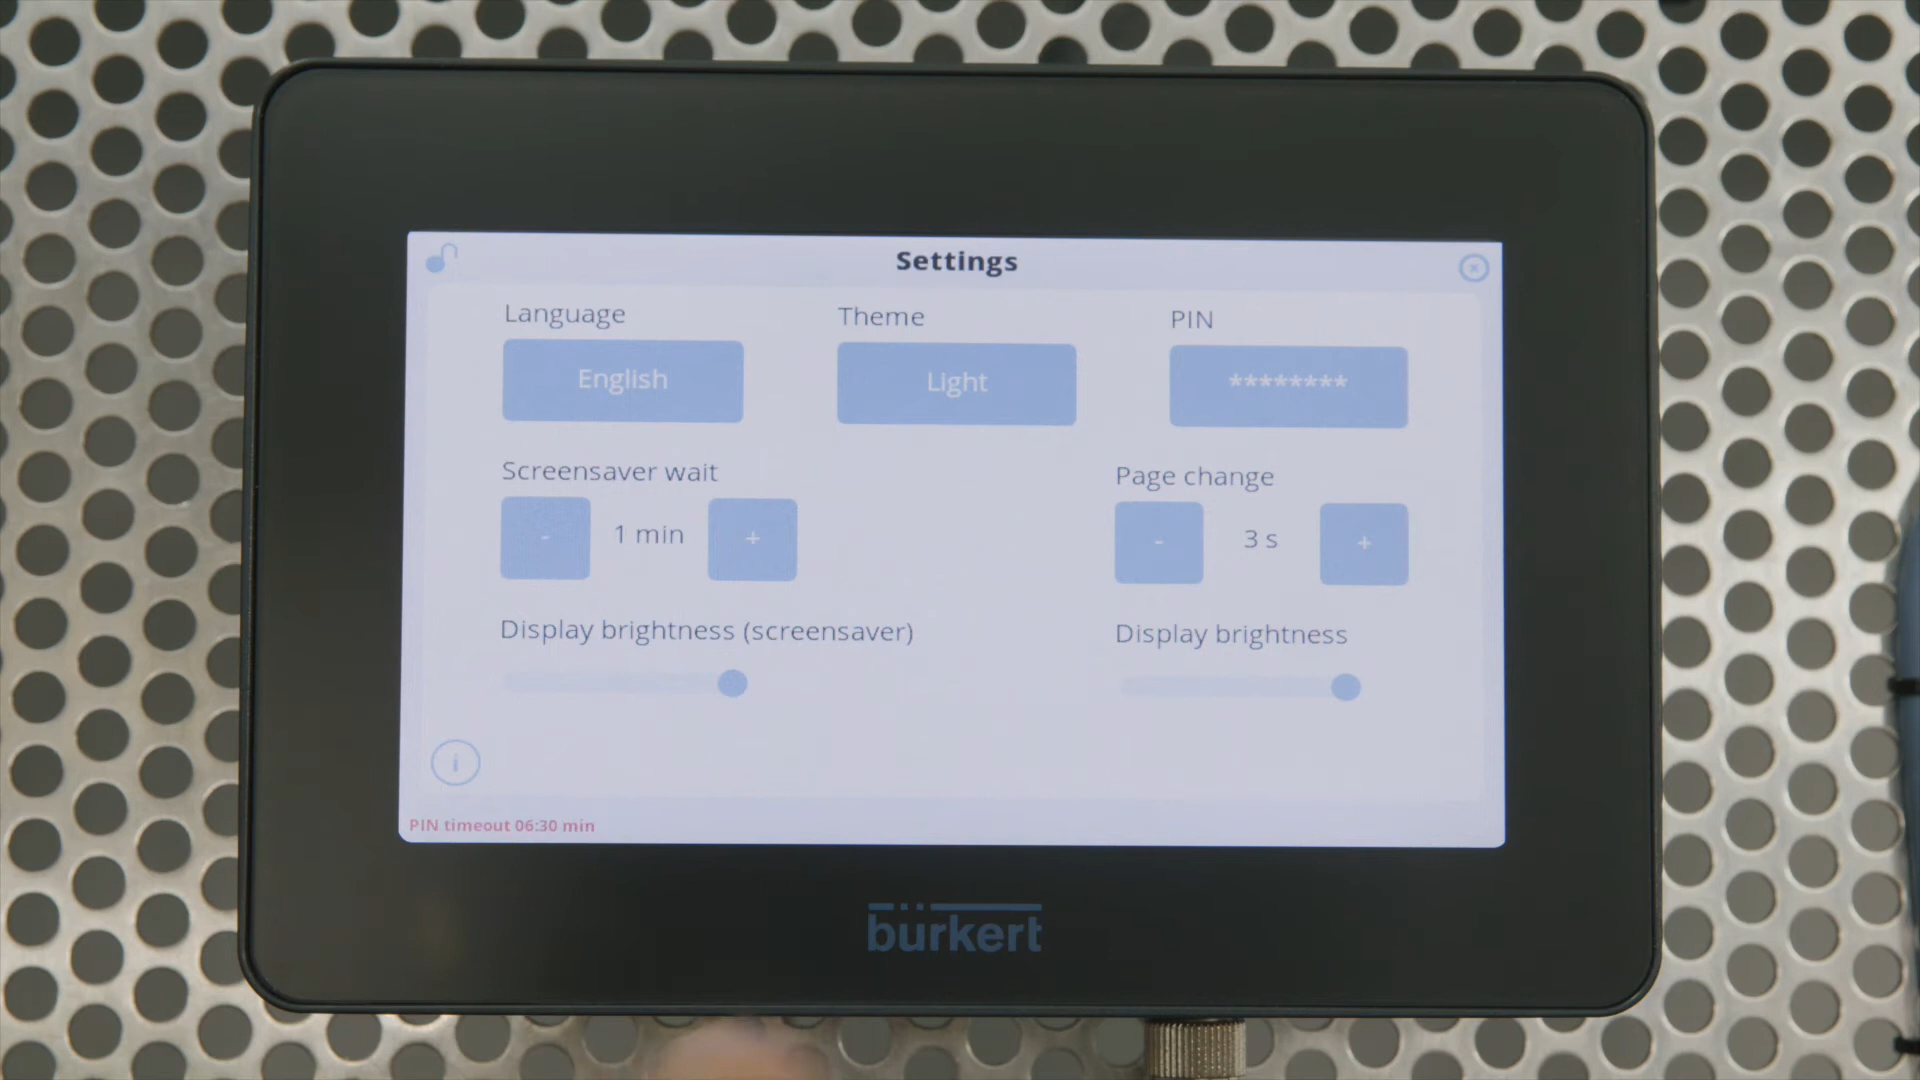 Settings
Language
Theme
PIN
English
Light
********
Screensaver wait
Page change
-
1 min
+
-
3 s
+
Display brightness (screensaver)
Display brightness
i
PIN timeout 06:30 min
bürkert